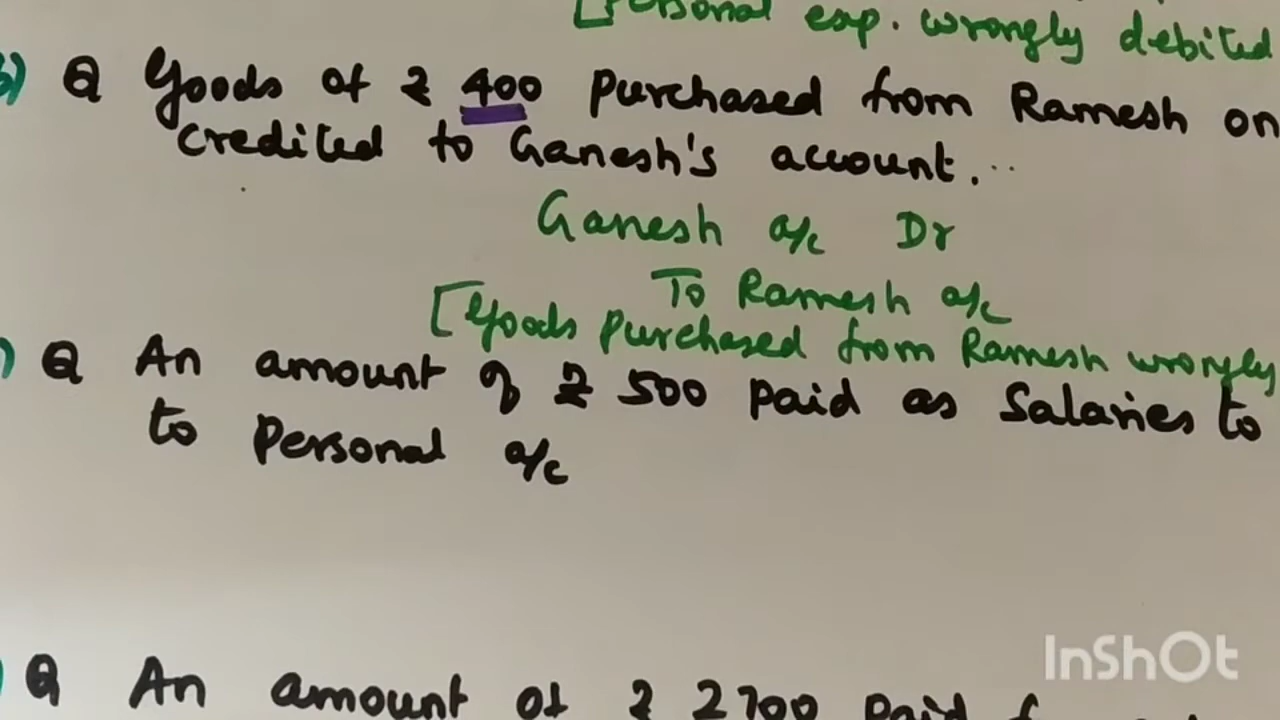 [Personal exp. wrongly debited
Q Goods of ₹ 400 purchased from Ramesh on
credited to Ganesh's account...
Ganesh a/c Dr
To Ramesh a/c
[Goods purchased from Ramesh wrongly
Q An amount of ₹ 500 paid as Salaries to
to Personal a/c
Q An amount of ₹ 2700 paid
InShOt